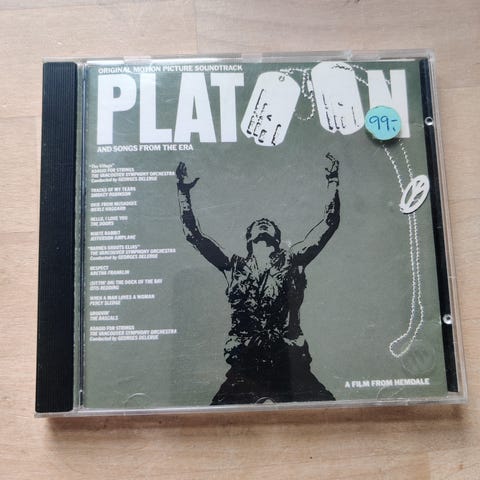 ORIGINAL MOTION PICTURE SOUNDTRACK
PLATOON
99,-
AND SONGS FROM THE ERA
"The Village"
ADAGIO FOR STRINGS
THE VANCOUVER SYMPHONY ORCHESTRA
Conducted by GEORGES DELERUE
TRACKS OF MY TEARS
SMOKEY ROBINSON
OKIE FROM MUSKOGEE
MERLE HAGGARD
HELLO, I LOVE YOU
THE DOORS
WHITE RABBIT
JEFFERSON AIRPLANE
"BARNES SHOOTS ELIAS"
THE VANCOUVER SYMPHONY ORCHESTRA
Conducted by GEORGES DELERUE
RESPECT
ARETHA FRANKLIN
(SITTIN' ON) THE DOCK OF THE BAY
OTIS REDDING
WHEN A MAN LOVES A WOMAN
PERCY SLEDGE
GROOVIN'
THE RASCALS
ADAGIO FOR STRINGS
THE VANCOUVER SYMPHONY ORCHESTRA
Conducted by GEORGES DELERUE
A FILM FROM HEMDALE